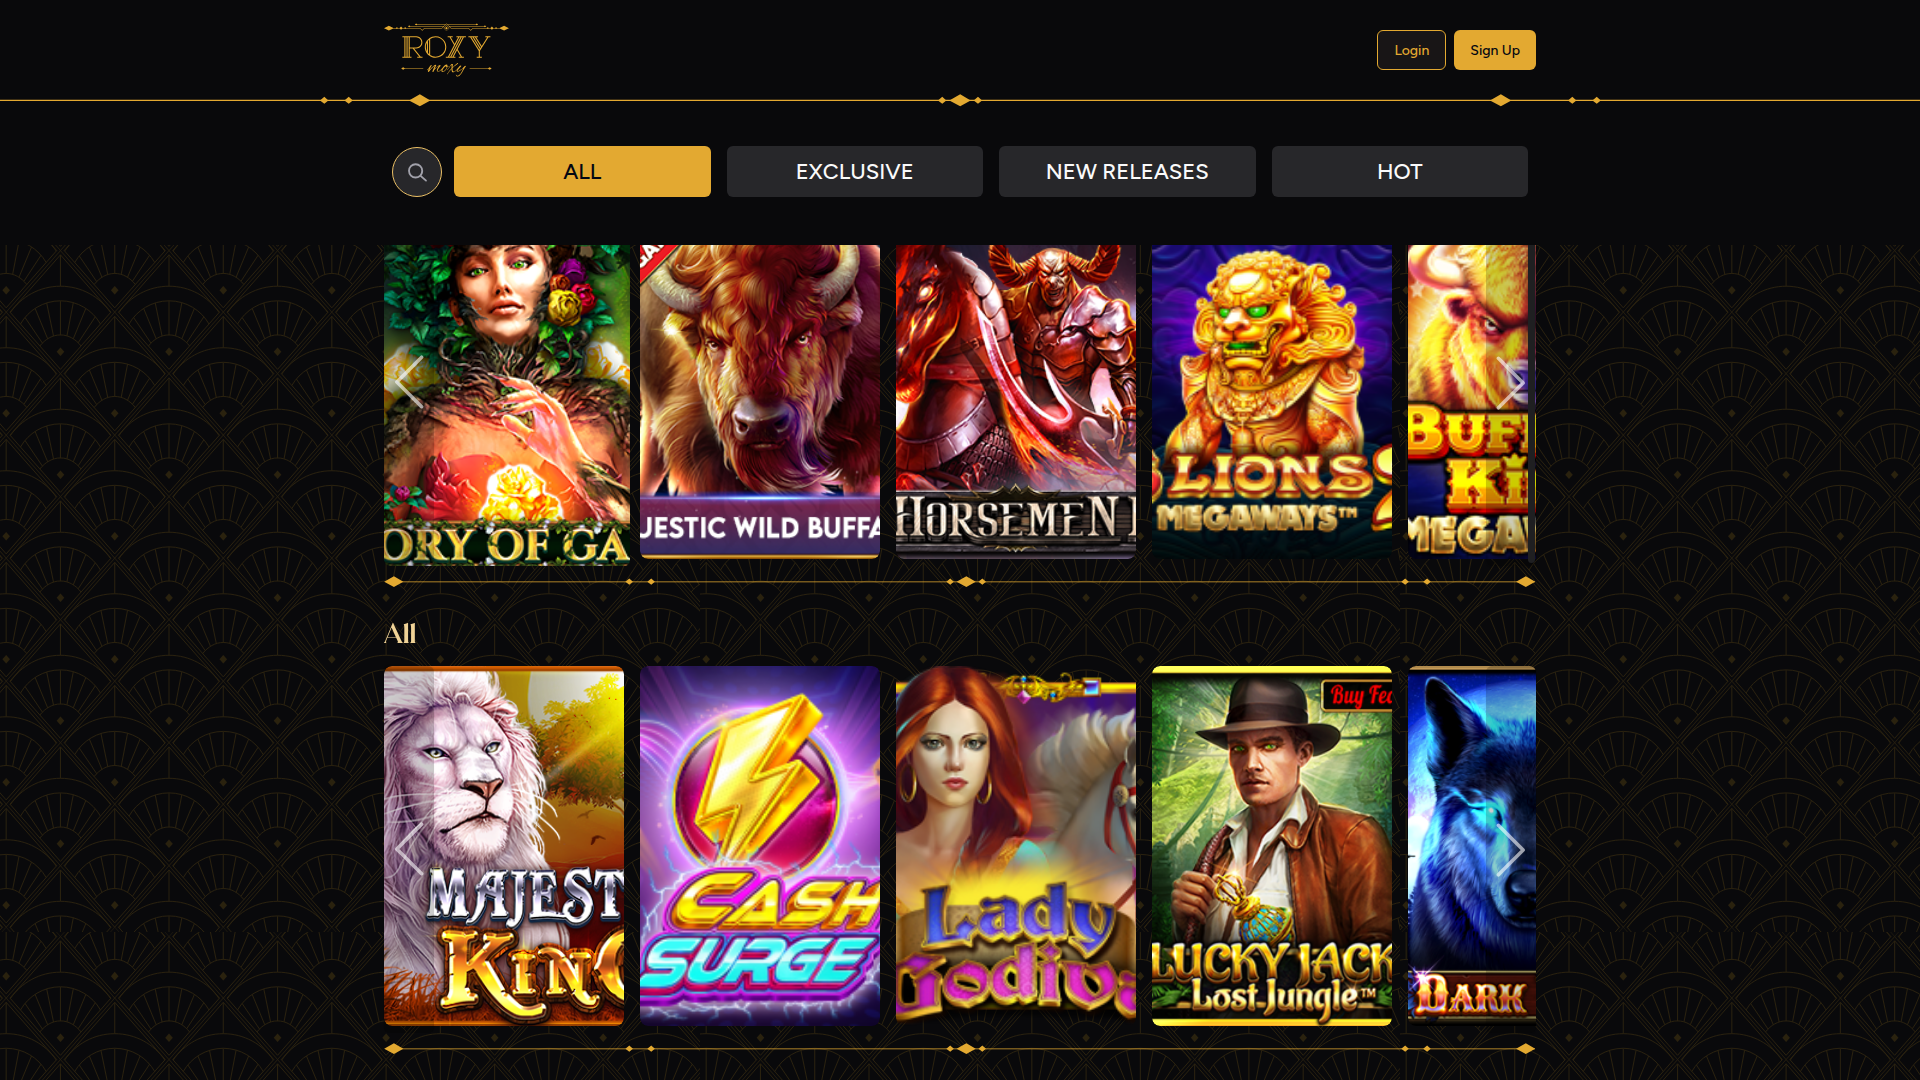 ROXY
moxy
Login
Sign Up
ALL
EXCLUSIVE
NEW RELEASES
HOT
ORY OF GA
JESTIC WILD BUFFA
HORSEMEN
LIONS 2
MEGAWAYS™
BUF
KI
MEGAW
All
MAJEST
KING
CASH
SURGE
Lady
Godiva
Buy Fea
LUCKY JACK
Lost Jungle™
DARK